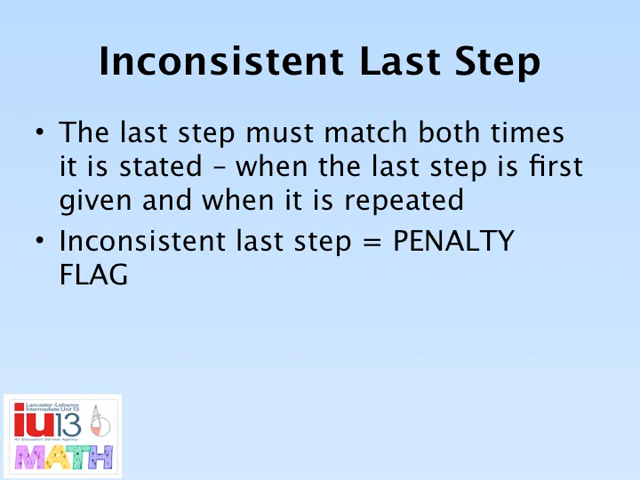 Inconsistent Last Step
• The last step must match both times
it is stated – when the last step is first
given and when it is repeated
• Inconsistent last step = PENALTY
FLAG
Lancaster-Lebanon
Intermediate Unit 13
iu13
An Education Service Agency
MATH